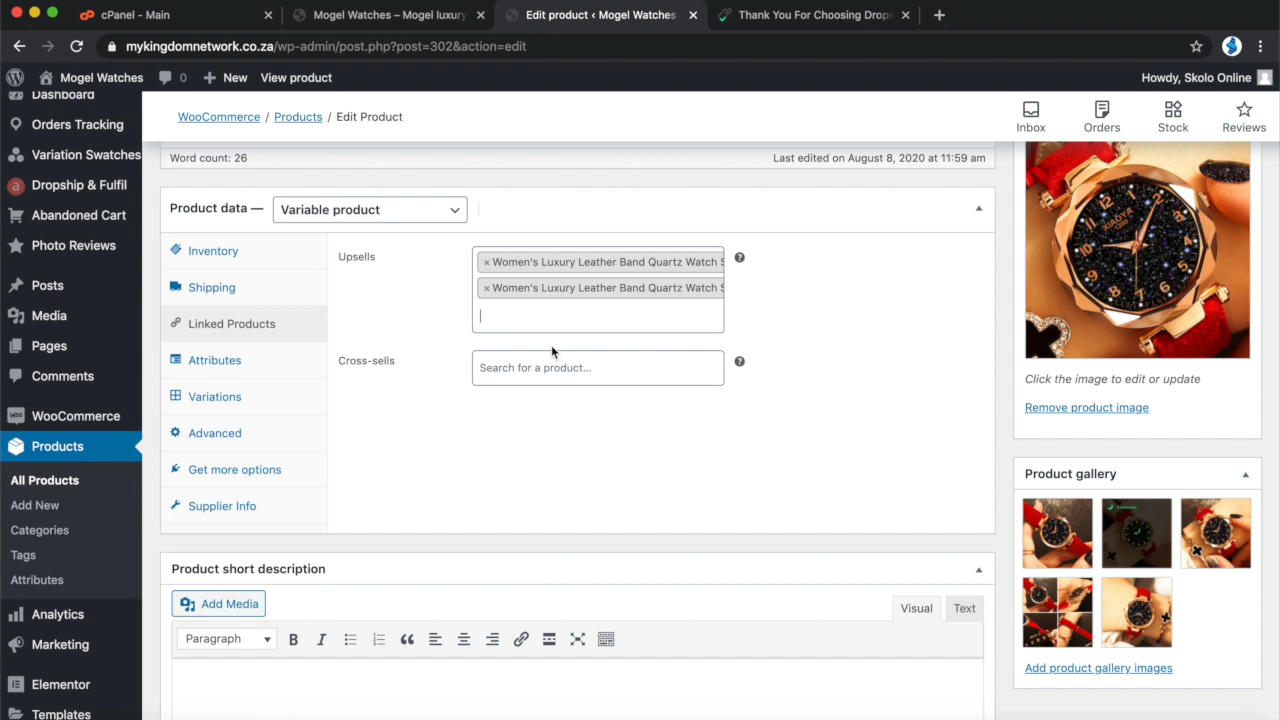 cPanel - Main
Mogel Watches – Mogel luxury
Edit product ‹ Mogel Watches
Thank You For Choosing Drops
mykingdomnetwork.co.za/wp-admin/post.php?post=302&action=edit
Mogel Watches
0
New
View product
Howdy, Skolo Online
Dashboard
Orders Tracking
Variation Swatches
Dropship & Fulfil
Abandoned Cart
Photo Reviews
Posts
Media
Pages
Comments
WooCommerce
Products
All Products
Add New
Categories
Tags
Attributes
Analytics
Marketing
Elementor
Templates
WooCommerce / Products / Edit Product
Inbox
Orders
Stock
Reviews
Word count: 26
Last edited on August 8, 2020 at 11:59 am
Product data —
Variable product
Inventory
Shipping
Linked Products
Attributes
Variations
Advanced
Get more options
Supplier Info
Upsells
× Women's Luxury Leather Band Quartz Watch S
× Women's Luxury Leather Band Quartz Watch S
Cross-sells
Search for a product…
Product short description
Add Media
Visual
Text
Paragraph
Click the image to edit or update
Remove product image
Product gallery
Add product gallery images